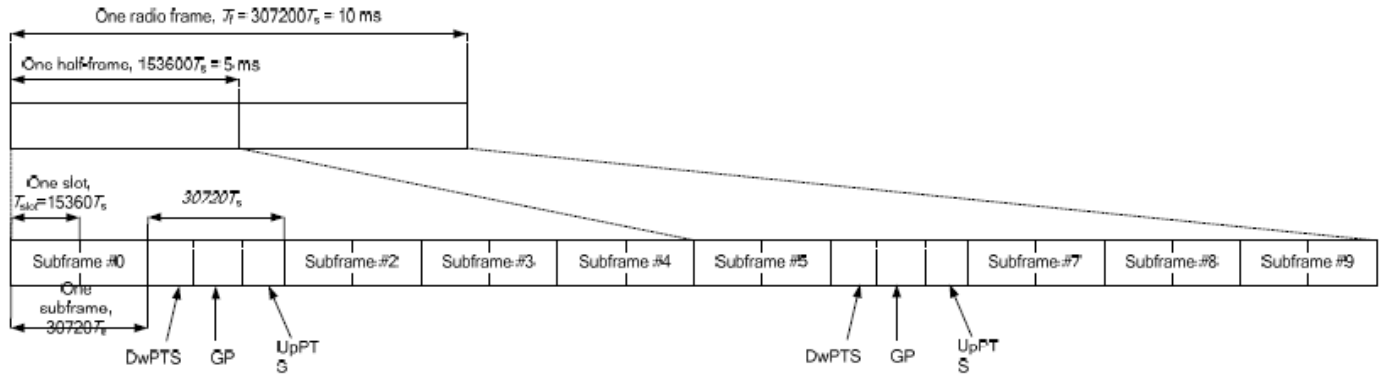 One radio frame, Tf = 307200Ts = 10 ms
One half-frame, 153600Ts = 5 ms
One slot,
Tslot=15360Ts
30720Ts
Subframe #0
Subframe #2
Subframe #3
Subframe #4
Subframe #5
Subframe #7
Subframe #8
Subframe #9
One
subframe,
30720Ts
DwPTS
GP
UpPT
S
DwPTS
GP
UpPT
S